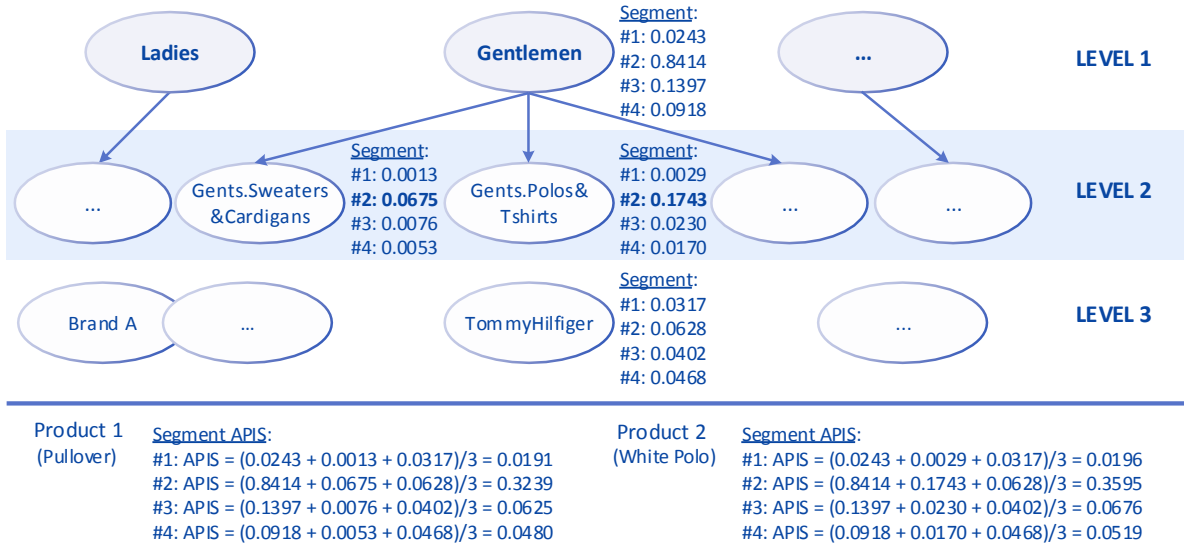 Ladies
Gentlemen
Segment:
#1: 0.0243
#2: 0.8414
#3: 0.1397
#4: 0.0918
...
LEVEL 1
...
Gents.Sweaters
&Cardigans
Segment:
#1: 0.0013
#2: 0.0675
#3: 0.0076
#4: 0.0053
Gents.Polos&
Tshirts
Segment:
#1: 0.0029
#2: 0.1743
#3: 0.0230
#4: 0.0170
...
...
LEVEL 2
Brand A
...
TommyHilfiger
Segment:
#1: 0.0317
#2: 0.0628
#3: 0.0402
#4: 0.0468
...
LEVEL 3
Product 1
(Pullover)
Segment APIS:
#1: APIS = (0.0243 + 0.0013 + 0.0317)/3 = 0.0191
#2: APIS = (0.8414 + 0.0675 + 0.0628)/3 = 0.3239
#3: APIS = (0.1397 + 0.0076 + 0.0402)/3 = 0.0625
#4: APIS = (0.0918 + 0.0053 + 0.0468)/3 = 0.0480
Product 2
(White Polo)
Segment APIS:
#1: APIS = (0.0243 + 0.0029 + 0.0317)/3 = 0.0196
#2: APIS = (0.8414 + 0.1743 + 0.0628)/3 = 0.3595
#3: APIS = (0.1397 + 0.0230 + 0.0402)/3 = 0.0676
#4: APIS = (0.0918 + 0.0170 + 0.0468)/3 = 0.0519